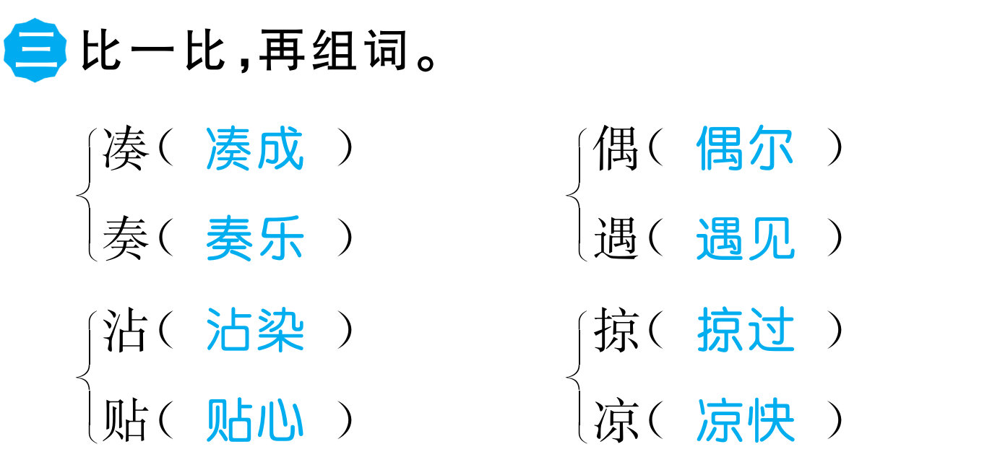 三 比一比,再组词。
凑( 凑成 ) 偶( 偶尔 )
奏( 奏乐 ) 遇( 遇见 )
沾( 沾染 ) 掠( 掠过 )
贴( 贴心 ) 凉( 凉快 )